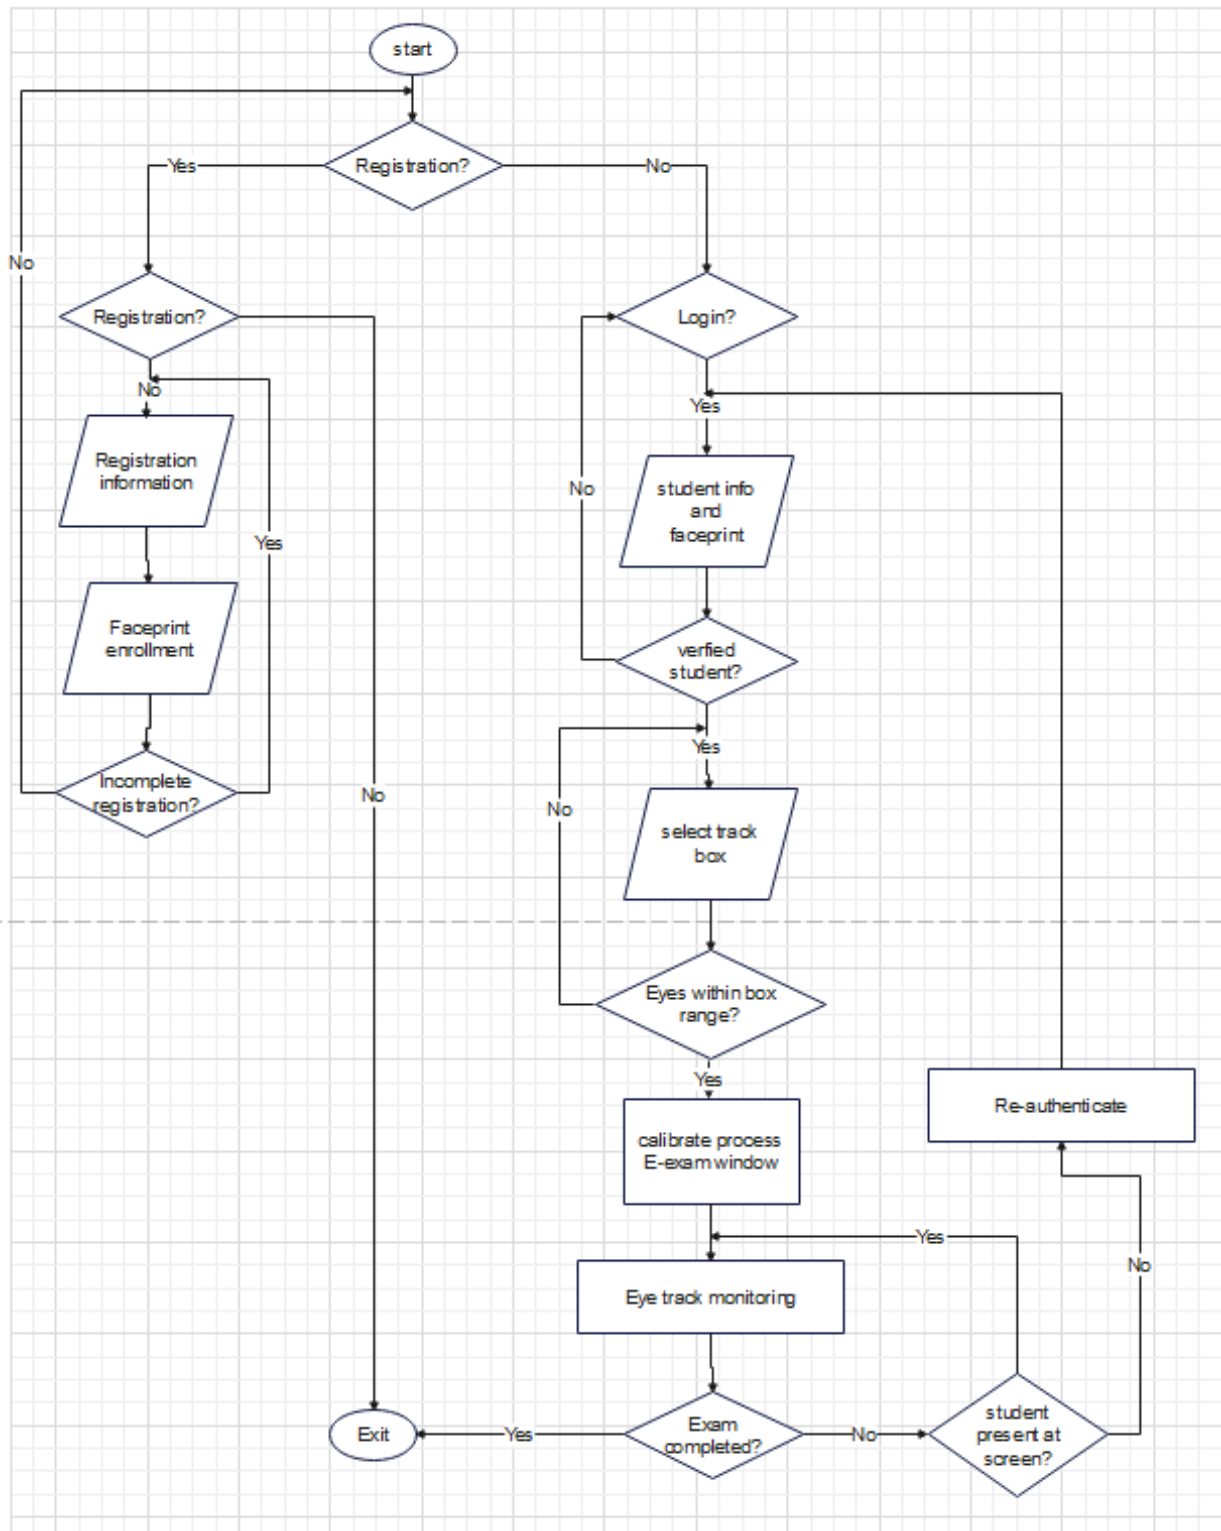 start
Registration?
Yes
No
No
Registration?
Login?
No
Yes
Registration
information
student info
and
faceprint
No
Yes
Faceprint
enrollment
verfied
student?
Yes
Incomplete
registration?
No
No
select track
box
Eyes within box
range?
Yes
Re-authenticate
calibrate process
E-exam window
Yes
No
Eye track monitoring
Exit
Yes
Exam
completed?
No
student
present at
screen?